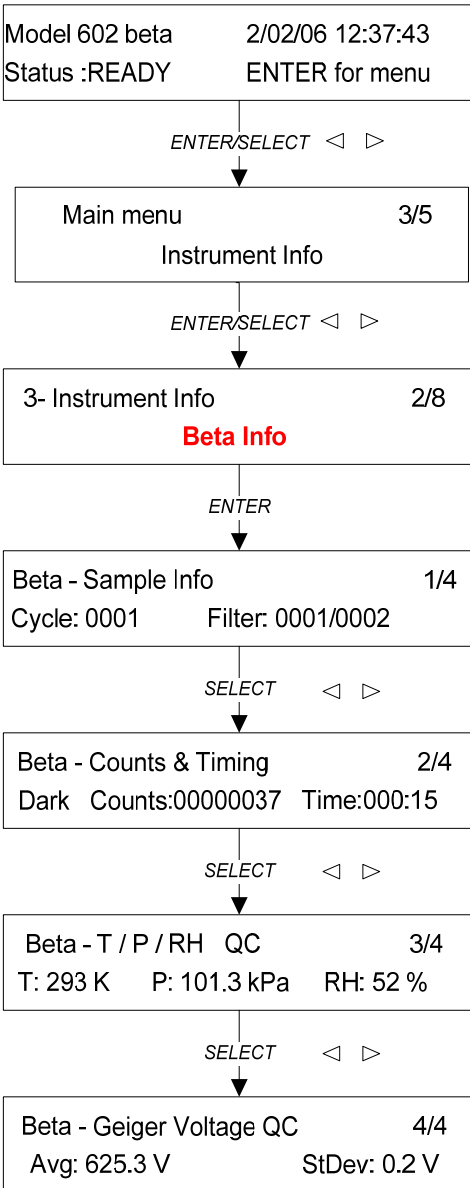 Model 602 beta 2/02/06 12:37:43
Status :READY ENTER for menu
ENTER/SELECT ◁ ▷
Main menu 3/5
Instrument Info
ENTER/SELECT ◁ ▷
3- Instrument Info 2/8
Beta Info
ENTER
Beta - Sample Info 1/4
Cycle: 0001 Filter: 0001/0002
SELECT ◁ ▷
Beta - Counts & Timing 2/4
Dark Counts:00000037 Time:000:15
SELECT ◁ ▷
Beta - T / P / RH QC 3/4
T: 293 K P: 101.3 kPa RH: 52 %
SELECT ◁ ▷
Beta - Geiger Voltage QC 4/4
Avg: 625.3 V StDev: 0.2 V